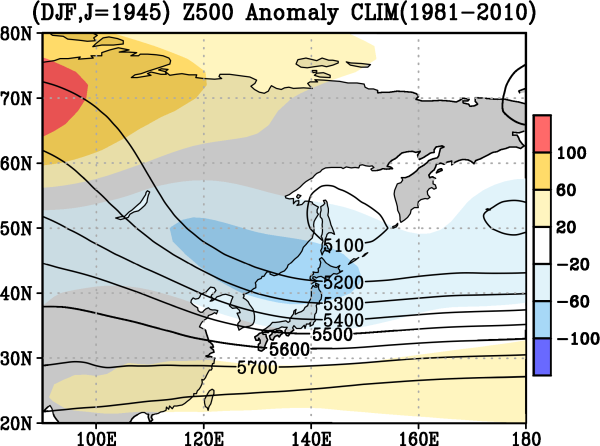 (DJF,J=1945) Z500 Anomaly CLIM(1981−2010)
80N
70N
60N
50N
40N
30N
20N
100E
120E
140E
160E
180
5100
5200
5300
5400
5500
5600
5700
100
60
20
−20
−60
−100